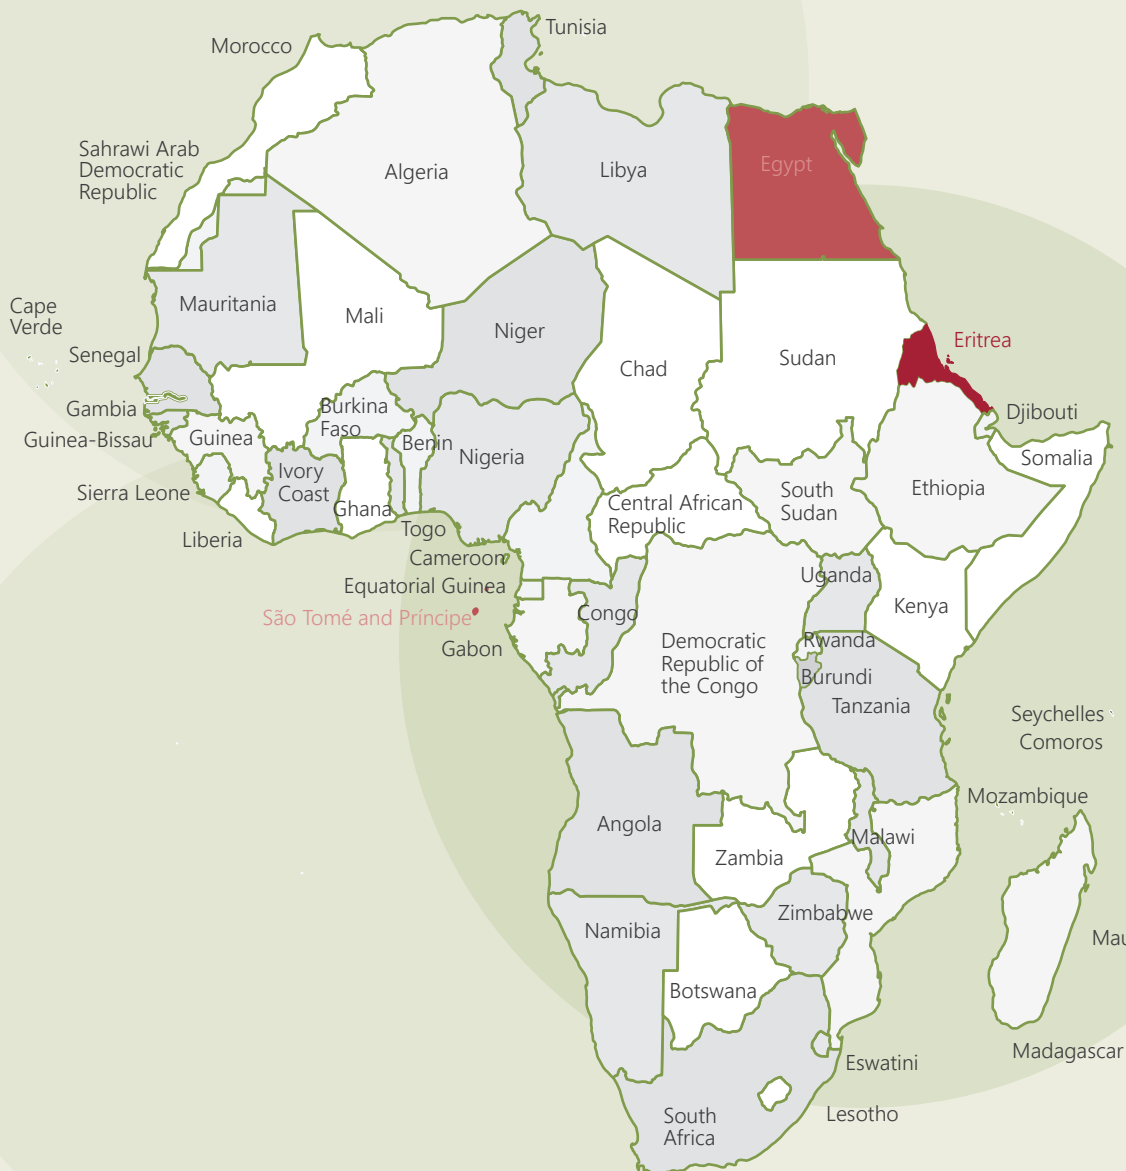 Tunisia
Morocco
Sahrawi Arab
Democratic
Republic
Algeria
Libya
Egypt
Cape
Verde
Mauritania
Mali
Niger
Chad
Sudan
Eritrea
Senegal
Gambia
Guinea-Bissau
Guinea
Burkina
Faso
Benin
Nigeria
Djibouti
Somalia
Sierra Leone
Ivory
Coast
Ghana
Central African
Republic
South
Sudan
Ethiopia
Liberia
Togo
Cameroon
Equatorial Guinea
São Tomé and Príncipe
Gabon
Congo
Democratic
Republic of
the Congo
Uganda
Kenya
Rwanda
Burundi
Tanzania
Seychelles
Comoros
Mozambique
Angola
Zambia
Malawi
Namibia
Zimbabwe
Mau
Botswana
Madagascar
Eswatini
Lesotho
South
Africa